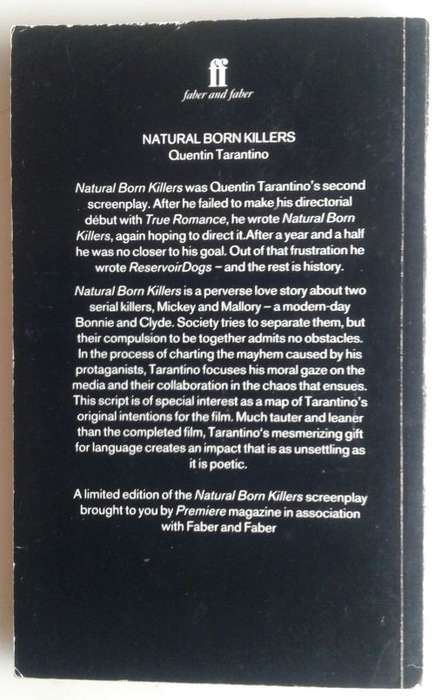 ff
faber and faber
NATURAL BORN KILLERS
Quentin Tarantino
Natural Born Killers was Quentin Tarantino's second
screenplay. After he failed to make his directorial
début with True Romance, he wrote Natural Born
Killers, again hoping to direct it.After a year and a half
he was no closer to his goal. Out of that frustration he
wrote ReservoirDogs – and the rest is history.
Natural Born Killers is a perverse love story about two
serial killers, Mickey and Mallory – a modern-day
Bonnie and Clyde. Society tries to separate them, but
their compulsion to be together admits no obstacles.
In the process of charting the mayhem caused by his
protaganists, Tarantino focuses his moral gaze on the
media and their collaboration in the chaos that ensues.
This script is of special interest as a map of Tarantino's
original intentions for the film. Much tauter and leaner
than the completed film, Tarantino's mesmerizing gift
for language creates an impact that is as unsettling as
it is poetic.
A limited edition of the Natural Born Killers screenplay
brought to you by Premiere magazine in association
with Faber and Faber